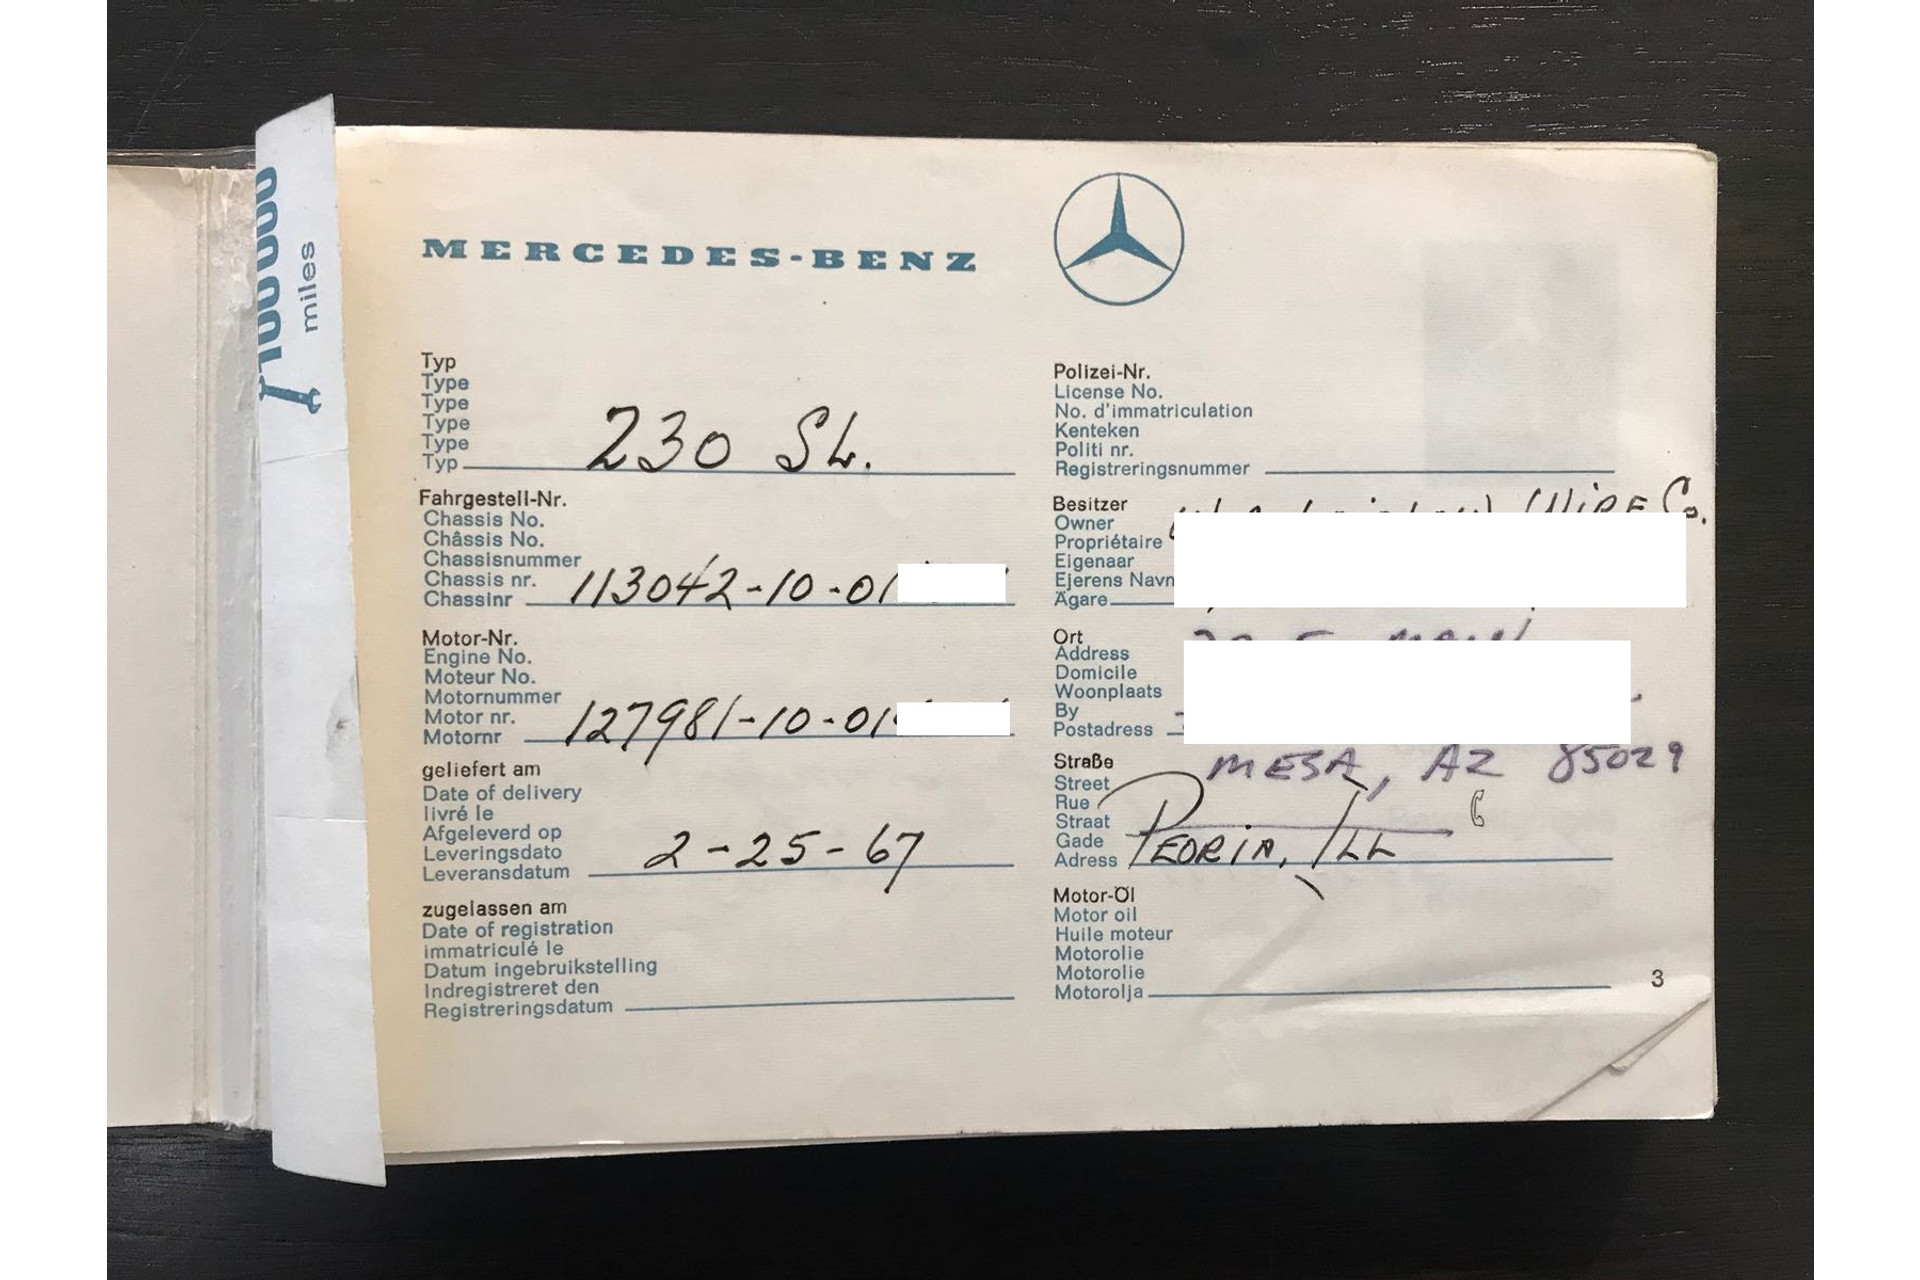 100000
miles
MERCEDES-BENZ
Typ
Type
Type
Type
Type
Typ 230 SL.
Fahrgestell-Nr.
Chassis No.
Châssis No.
Chassisnummer
Chassis nr.
Chassinr 113042-10-01
Motor-Nr.
Engine No.
Moteur No.
Motornummer
Motor nr.
Motornr 127981-10-01
geliefert am
Date of delivery
livré le
Afgeleverd op
Leveringsdato
Leveransdatum 2-25-67
zugelassen am
Date of registration
immatriculé le
Datum ingebruikstelling
Indregistreret den
Registreringsdatum
Polizei-Nr.
License No.
No. d'immatriculation
Kenteken
Politi nr.
Registreringsnummer
Besitzer WIRE Co.
Owner
Propriétaire
Eigenaar
Ejerens Navn
Ägare
Ort MAIN
Address
Domicile
Woonplaats
By
Postadress
Straße MESA, AZ 85029
Street
Rue
Straat
Gade
Adress PEORIA, ILL
Motor-Öl
Motor oil
Huile moteur
Motorolie
Motorolie
Motorolja
3